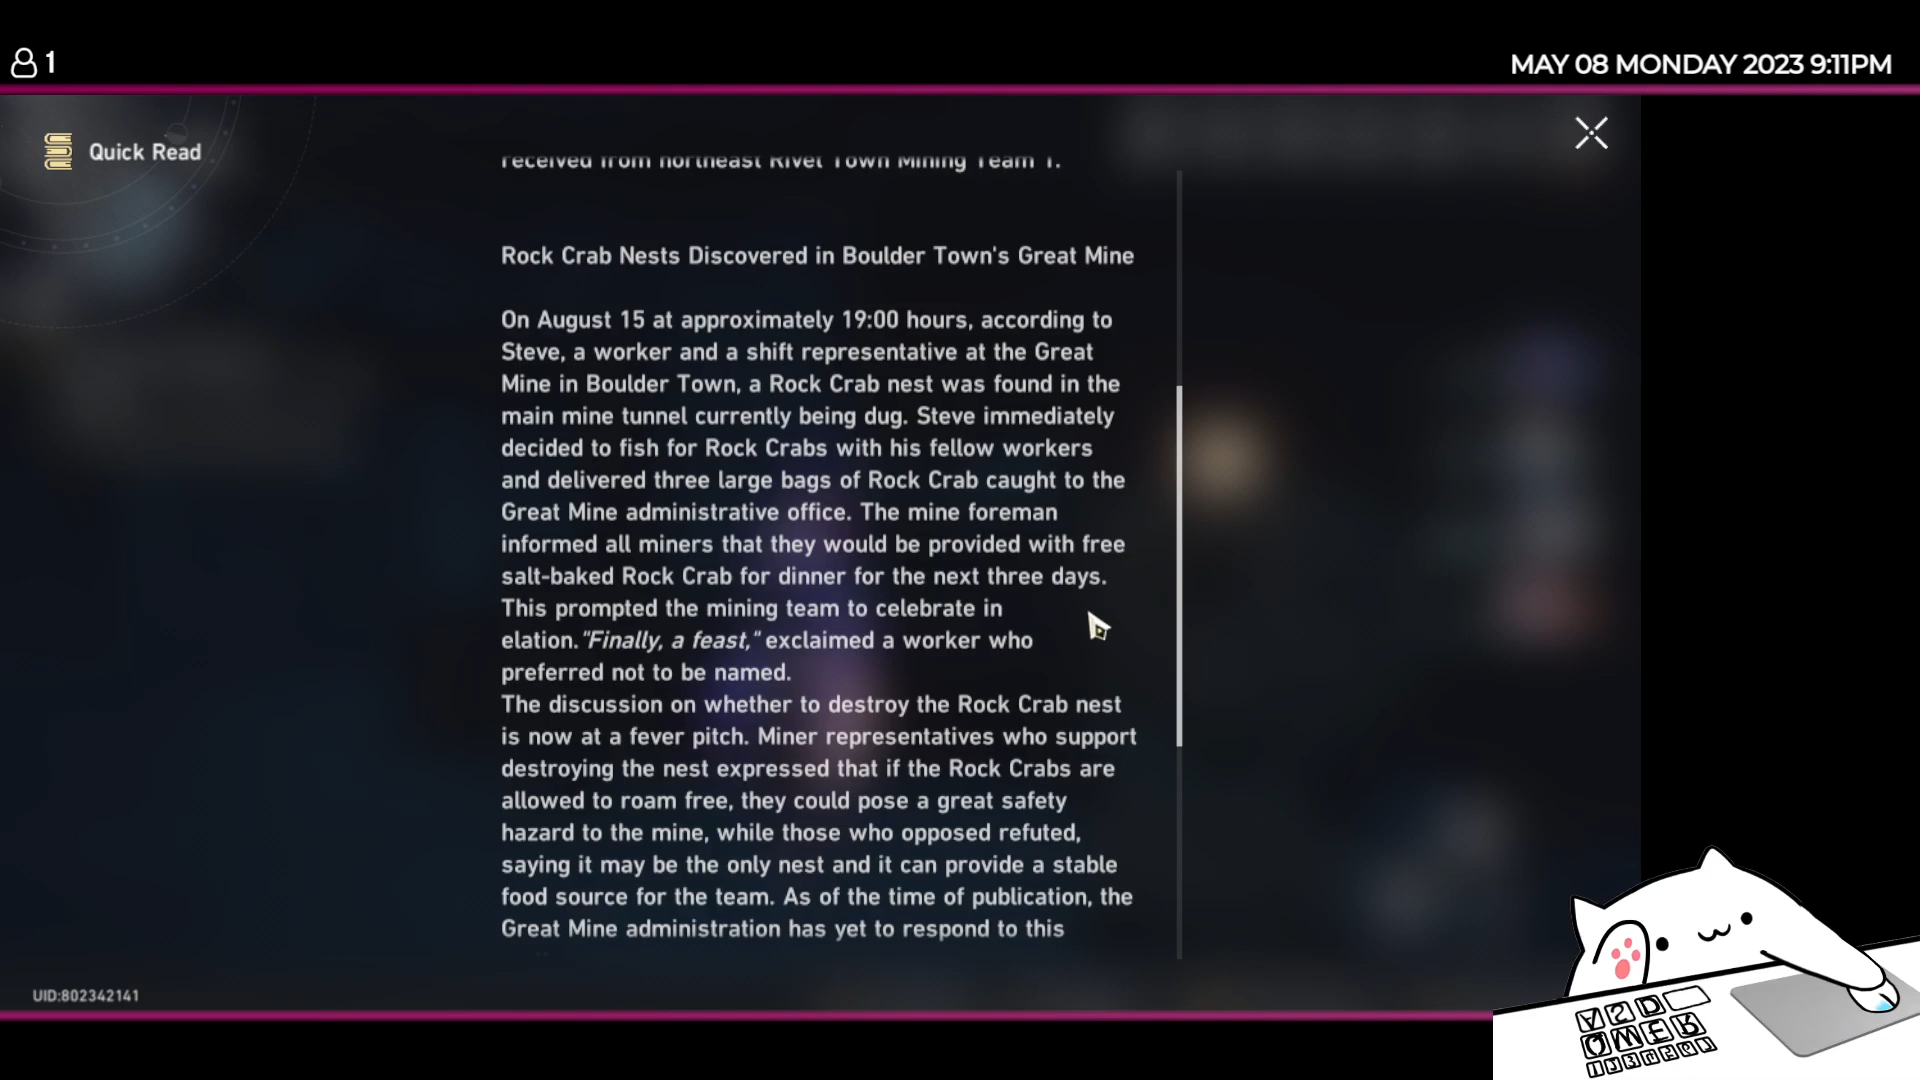 1
MAY 08 MONDAY 2023 9:11PM
Quick Read
received from northeast Rivet Town Mining Team 1.
Rock Crab Nests Discovered in Boulder Town's Great Mine
On August 15 at approximately 19:00 hours, according to
Steve, a worker and a shift representative at the Great
Mine in Boulder Town, a Rock Crab nest was found in the
main mine tunnel currently being dug. Steve immediately
decided to fish for Rock Crabs with his fellow workers
and delivered three large bags of Rock Crab caught to the
Great Mine administrative office. The mine foreman
informed all miners that they would be provided with free
salt-baked Rock Crab for dinner for the next three days.
This prompted the mining team to celebrate in
elation."Finally, a feast," exclaimed a worker who
preferred not to be named.
The discussion on whether to destroy the Rock Crab nest
is now at a fever pitch. Miner representatives who support
destroying the nest expressed that if the Rock Crabs are
allowed to roam free, they could pose a great safety
hazard to the mine, while those who opposed refuted,
saying it may be the only nest and it can provide a stable
food source for the team. As of the time of publication, the
Great Mine administration has yet to respond to this
UID:802342141
A S D
Q W E R